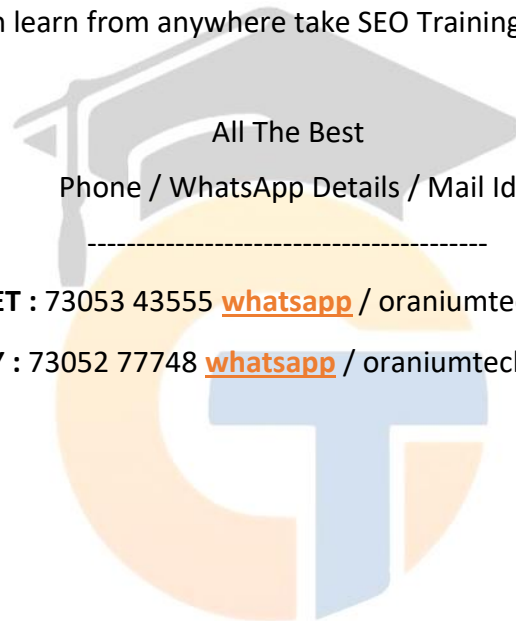 learn from anywhere take SEO Training
All The Best
Phone / WhatsApp Details / Mail Id
-----------------------------------------
ET : 73053 43555 whatsapp / oraniumte
: 73052 77748 whatsapp / oraniumtech